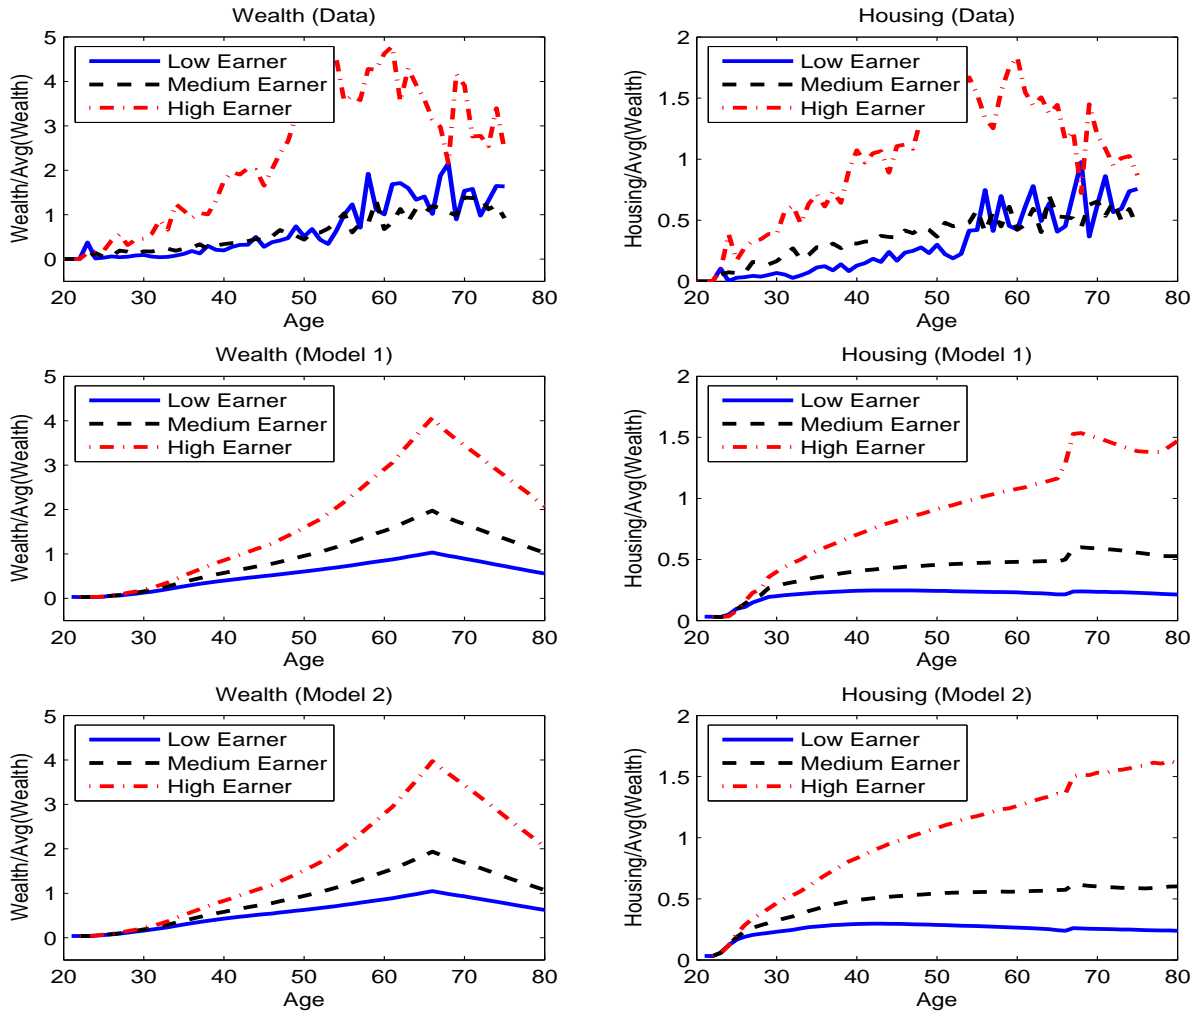 Wealth (Data)
5
4
3
2
1
0
Wealth/Avg(Wealth)
Low Earner
Medium Earner
High Earner
20 30 40 50 60 70 80
Age
Housing (Data)
2
1.5
1
0.5
0
Housing/Avg(Wealth)
Low Earner
Medium Earner
High Earner
20 30 40 50 60 70 80
Age
Wealth (Model 1)
5
4
3
2
1
0
Wealth/Avg(Wealth)
Low Earner
Medium Earner
High Earner
20 30 40 50 60 70 80
Age
Housing (Model 1)
2
1.5
1
0.5
0
Housing/Avg(Wealth)
Low Earner
Medium Earner
High Earner
20 30 40 50 60 70 80
Age
Wealth (Model 2)
5
4
3
2
1
0
Wealth/Avg(Wealth)
Low Earner
Medium Earner
High Earner
20 30 40 50 60 70 80
Age
Housing (Model 2)
2
1.5
1
0.5
0
Housing/Avg(Wealth)
Low Earner
Medium Earner
High Earner
20 30 40 50 60 70 80
Age